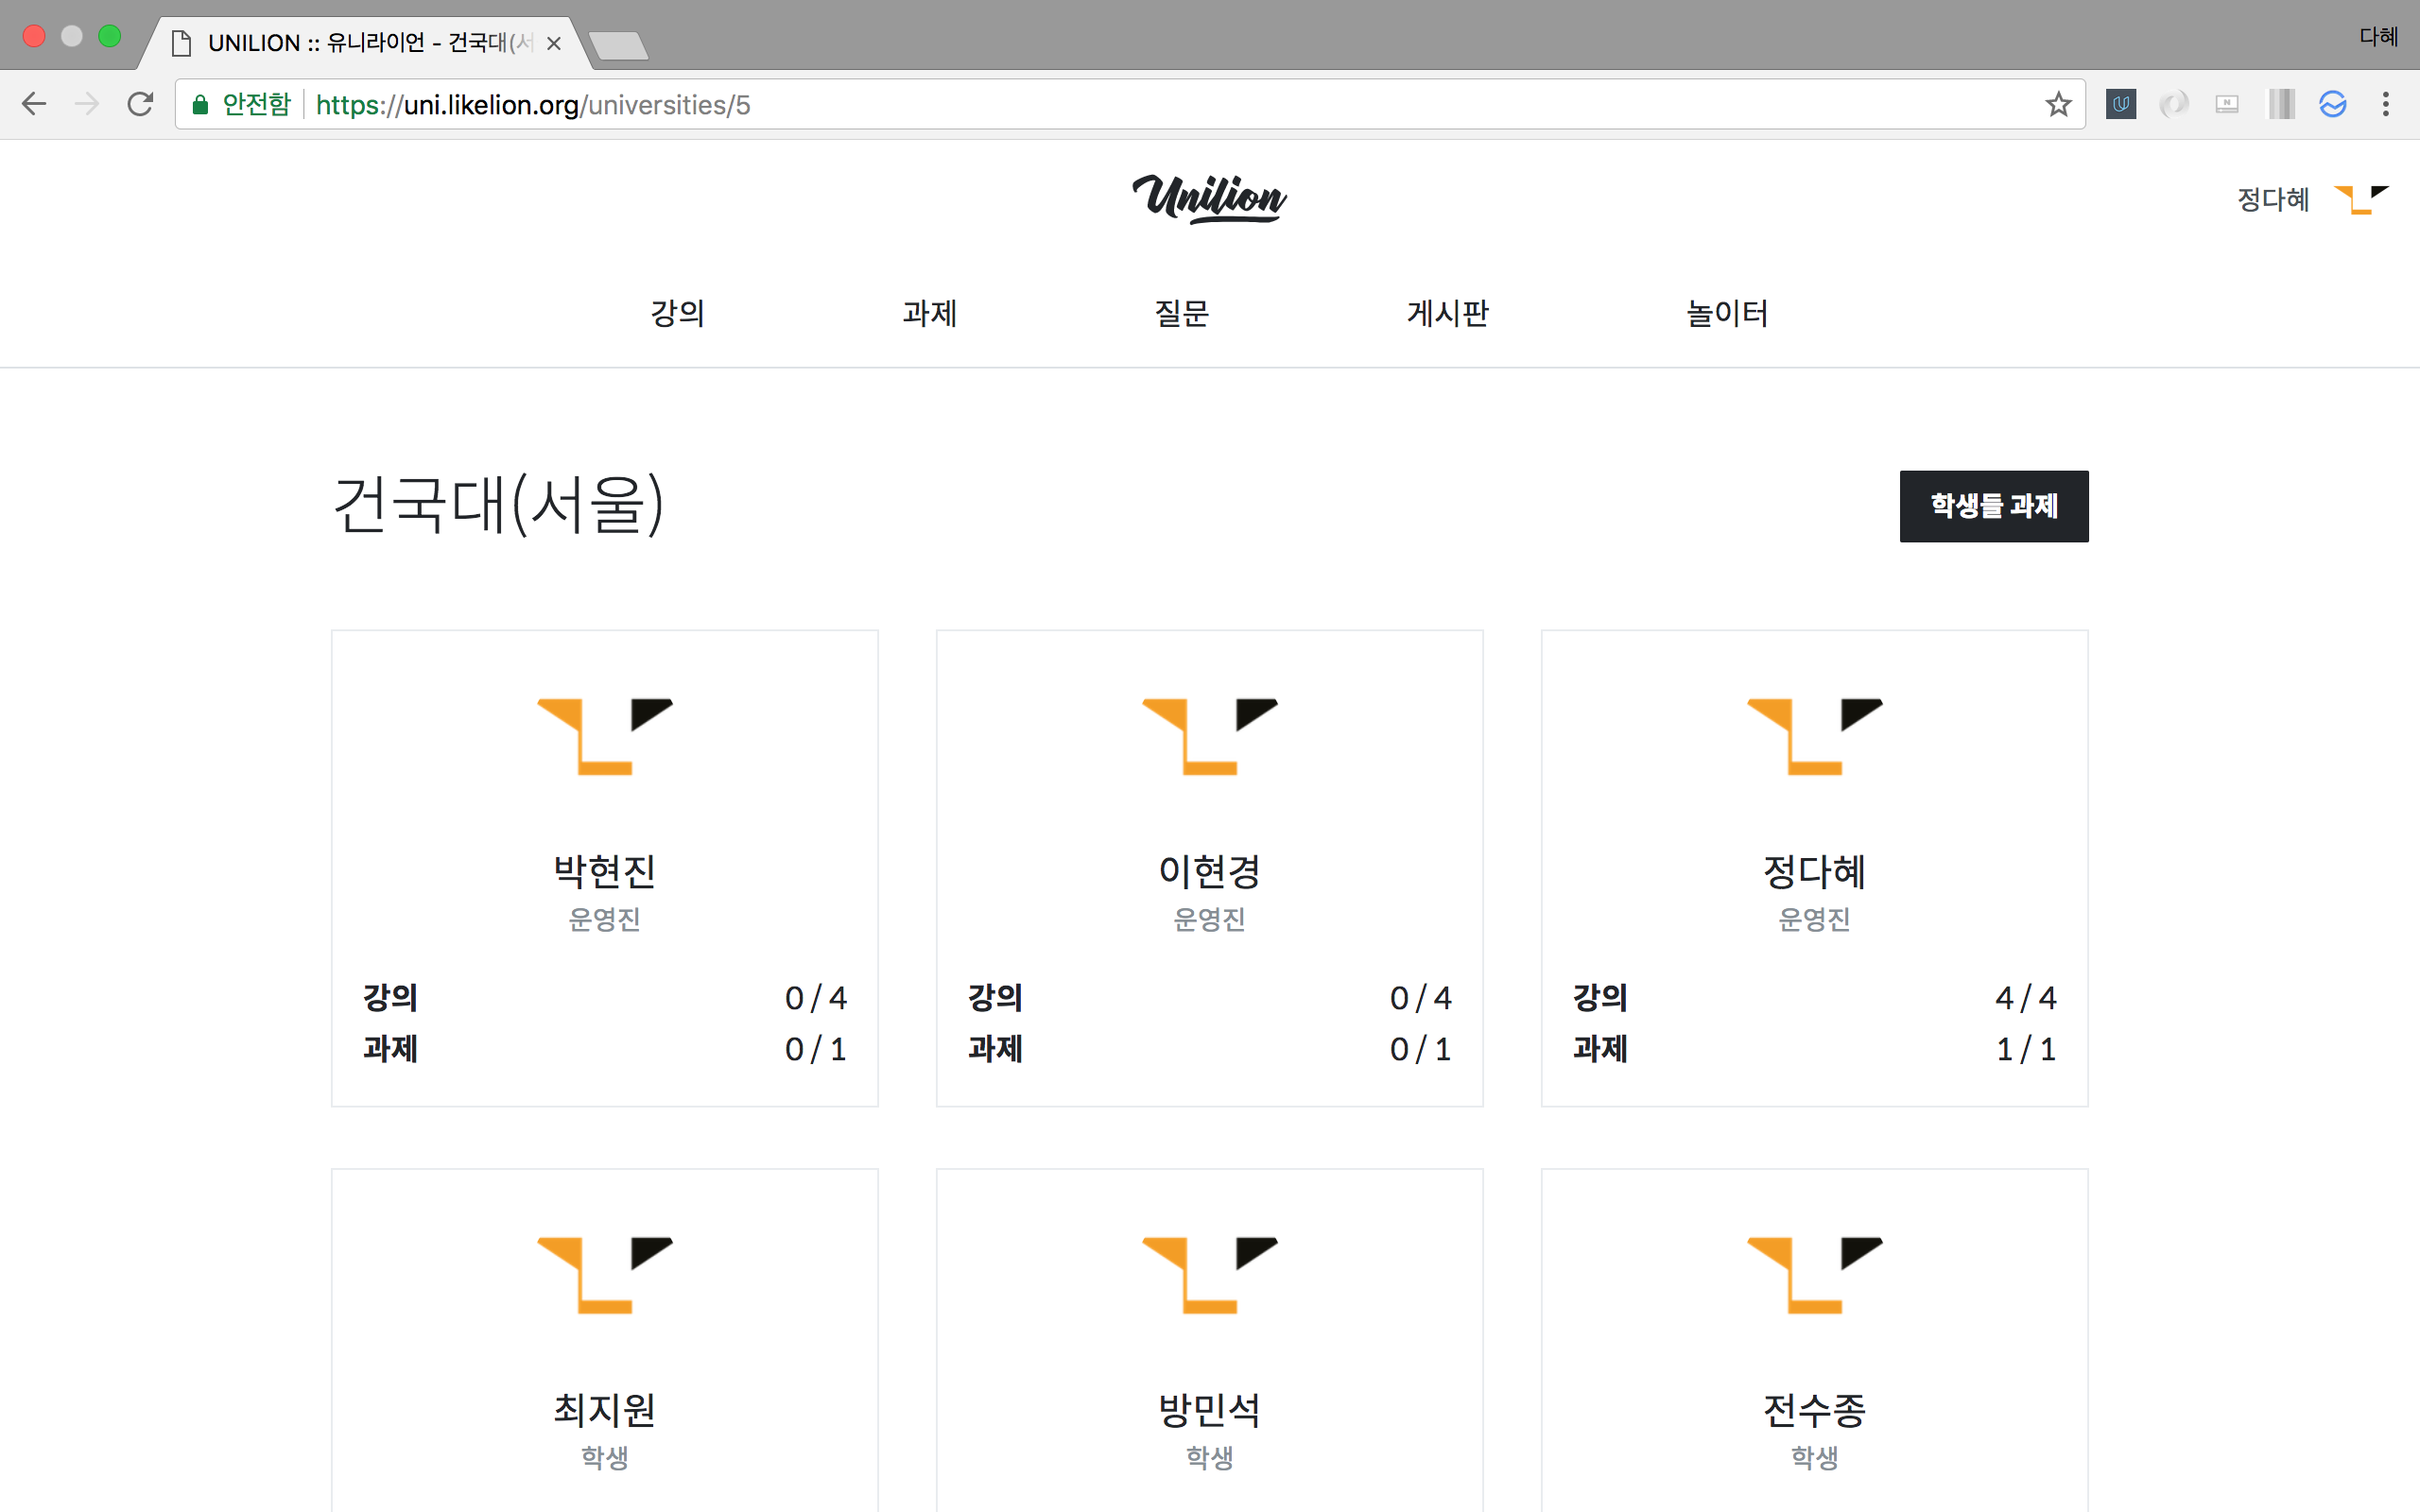 UNILION :: 유니라이언 - 건국대(서
다혜
안전함 https://uni.likelion.org/universities/5
Unilion
정다혜
강의 과제 질문 게시판 놀이터
건국대(서울)
학생들 과제
박현진
운영진
강의 0 / 4
과제 0 / 1
이현경
운영진
강의 0 / 4
과제 0 / 1
정다혜
운영진
강의 4 / 4
과제 1 / 1
최지원
학생
방민석
학생
전수종
학생